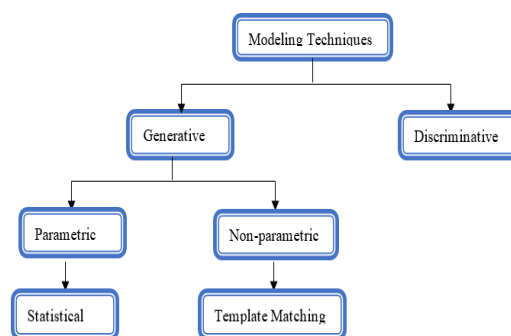 Modeling Techniques
Generative
Discriminative
Parametric
Non-parametric
Statistical
Template Matching